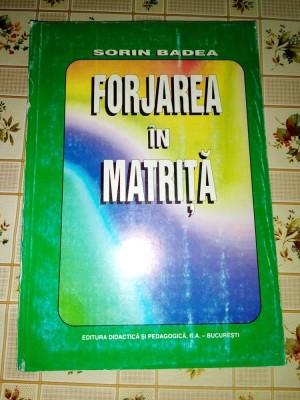 SORIN BADEA
FORJAREA
ÎN
MATRIȚĂ
EDITURA DIDACTICĂ ȘI PEDAGOGICĂ, R.A. - BUCUREȘTI